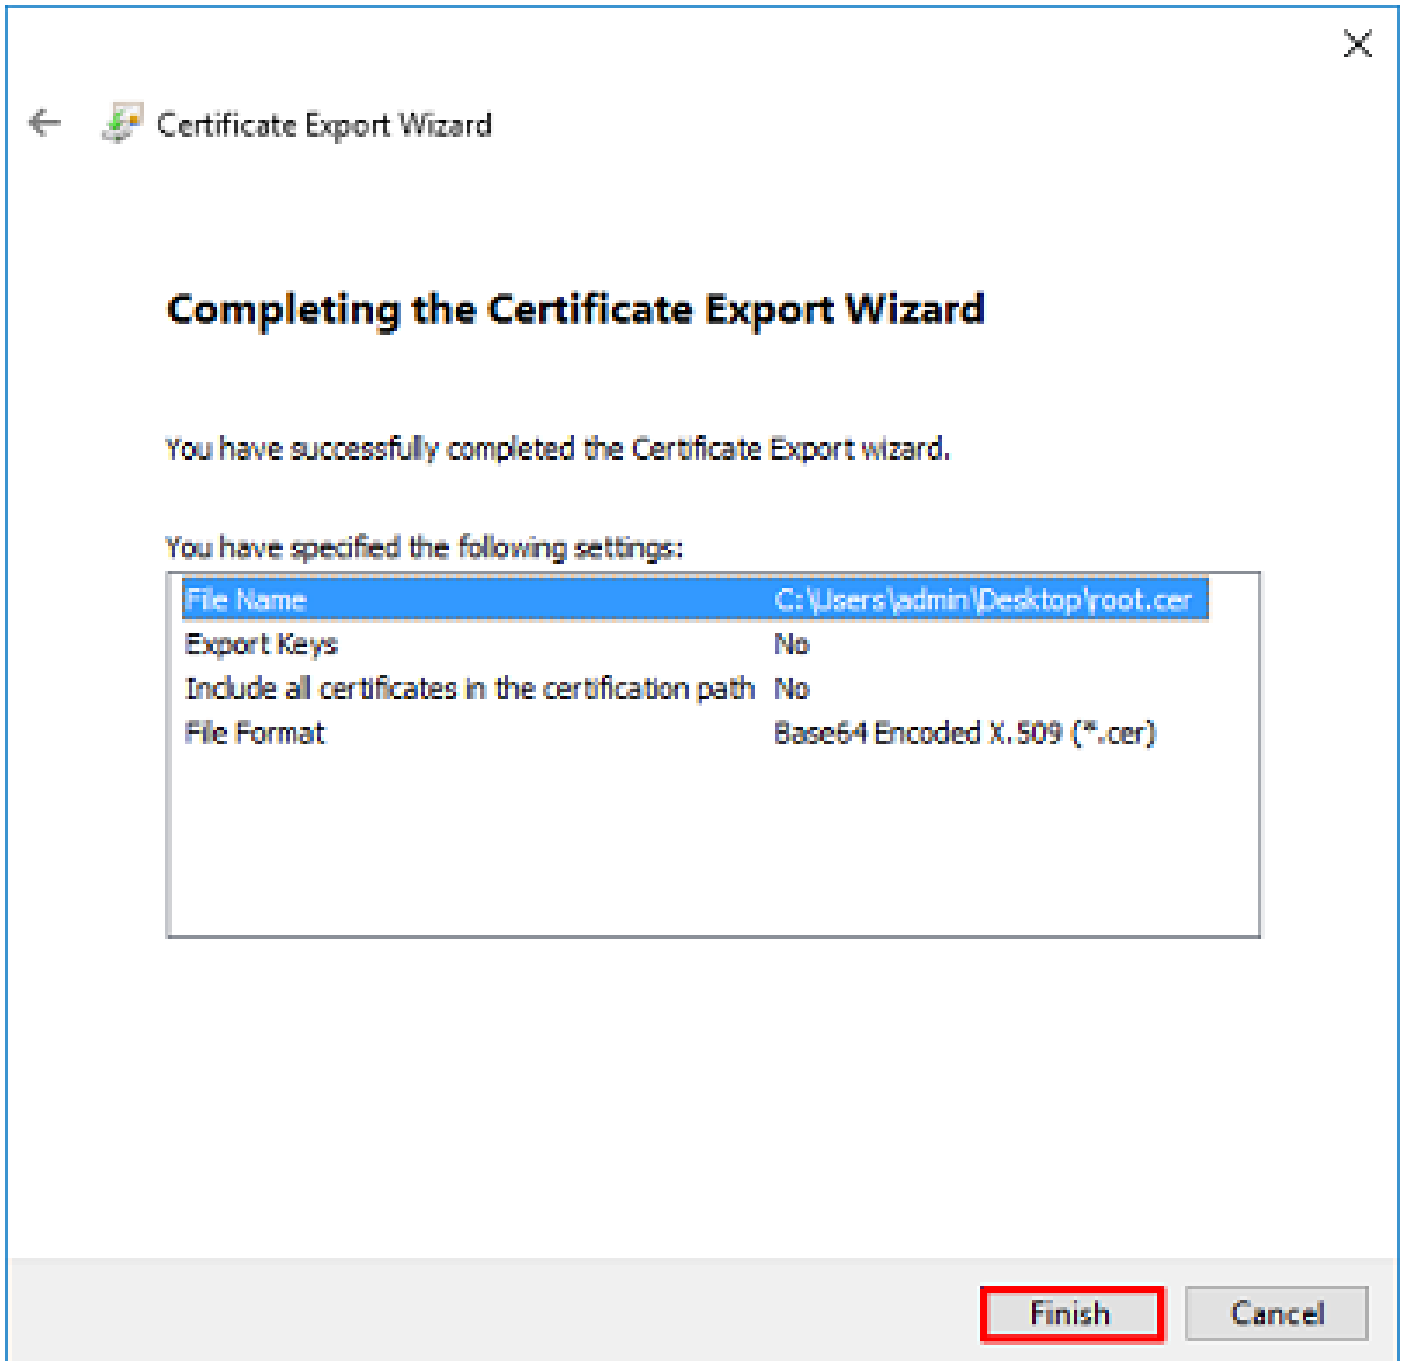 Certificate Export Wizard
Completing the Certificate Export Wizard
You have successfully completed the Certificate Export wizard.
You have specified the following settings:
File Name C:\Users\admin\Desktop\root.cer
Export Keys No
Include all certificates in the certification path No
File Format Base64 Encoded X.509 (*.cer)
Finish Cancel